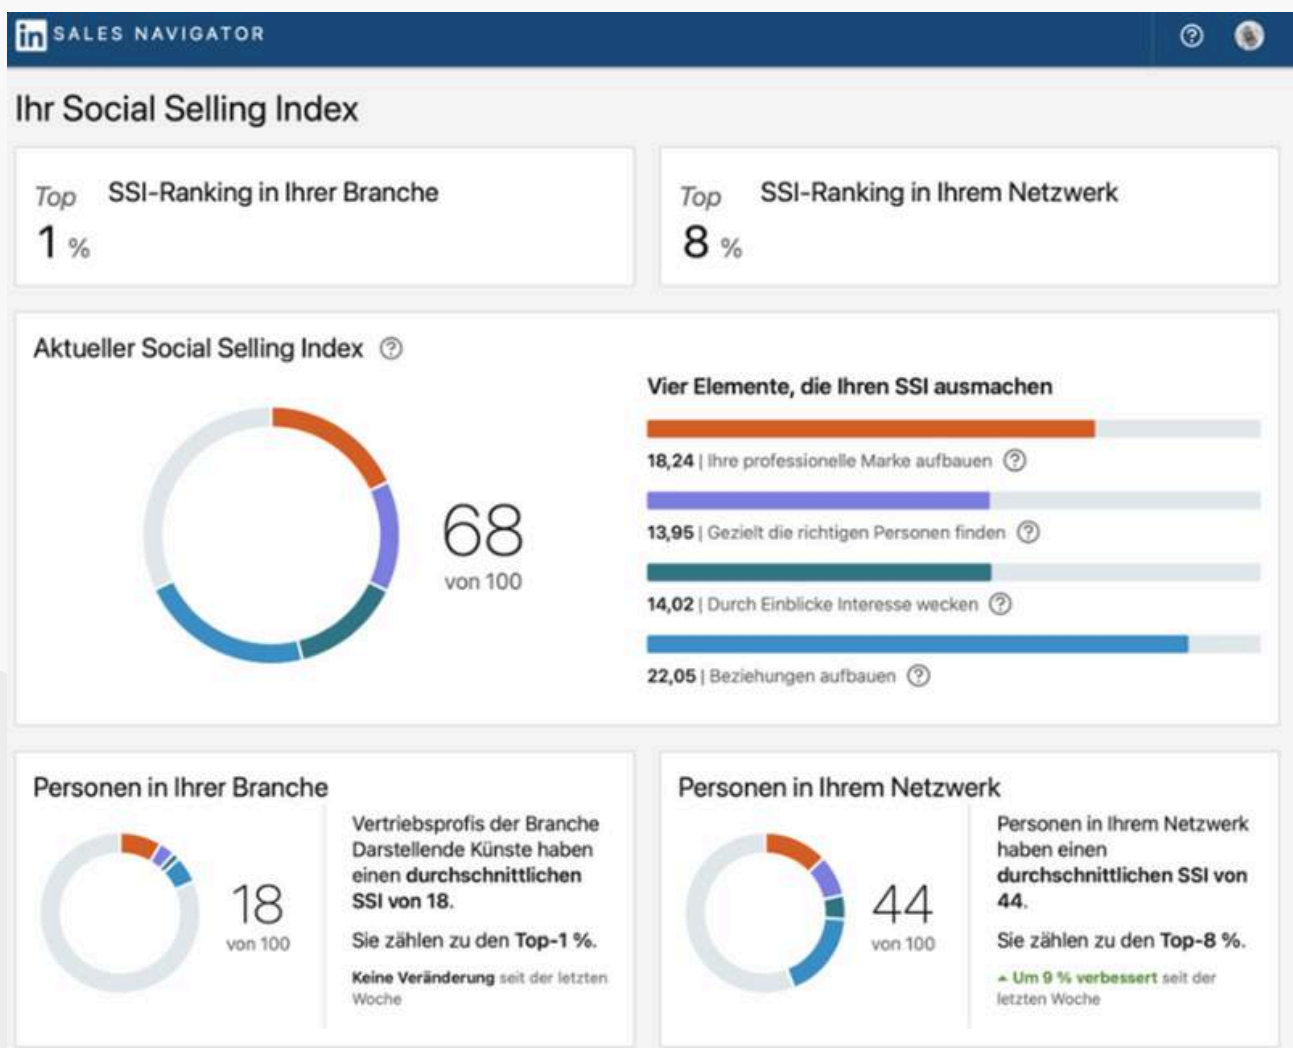 in SALES NAVIGATOR
Ihr Social Selling Index
Top SSI-Ranking in Ihrer Branche
1 %
Top SSI-Ranking in Ihrem Netzwerk
8 %
Aktueller Social Selling Index
68
von 100
Vier Elemente, die Ihren SSI ausmachen
18,24 | Ihre professionelle Marke aufbauen
13,95 | Gezielt die richtigen Personen finden
14,02 | Durch Einblicke Interesse wecken
22,05 | Beziehungen aufbauen
Personen in Ihrer Branche
18
von 100
Vertriebsprofis der Branche
Darstellende Künste haben
einen durchschnittlichen
SSI von 18.
Sie zählen zu den Top-1 %.
Keine Veränderung seit der letzten
Woche
Personen in Ihrem Netzwerk
44
von 100
Personen in Ihrem Netzwerk
haben einen
durchschnittlichen SSI von
44.
Sie zählen zu den Top-8 %.
Um 9 % verbessert seit der
letzten Woche